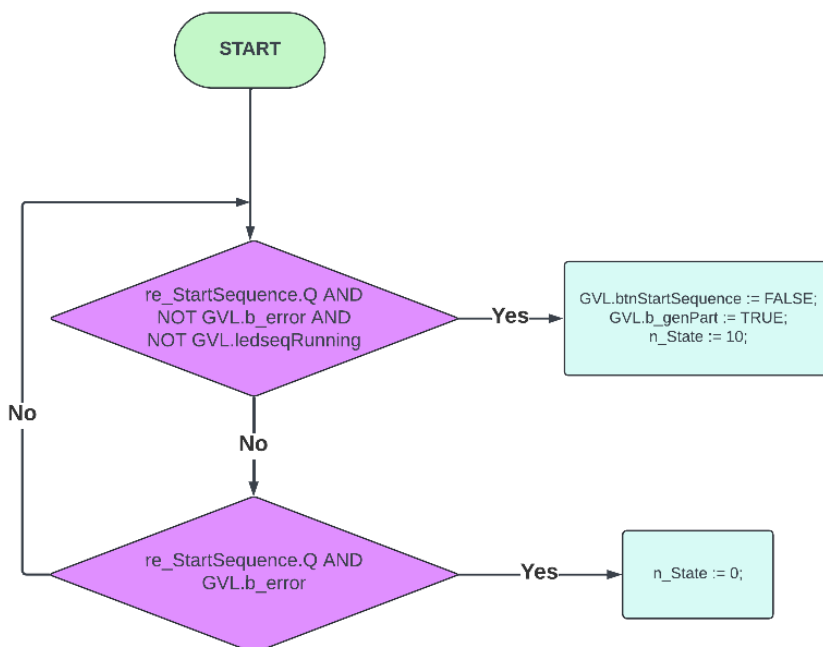 START
re_StartSequence.Q AND
NOT GVL.b_error AND
NOT GVL.ledseqRunning
Yes
GVL.btnStartSequence := FALSE;
GVL.b_genPart := TRUE;
n_State := 10;
No
No
re_StartSequence.Q AND
GVL.b_error
Yes
n_State := 0;